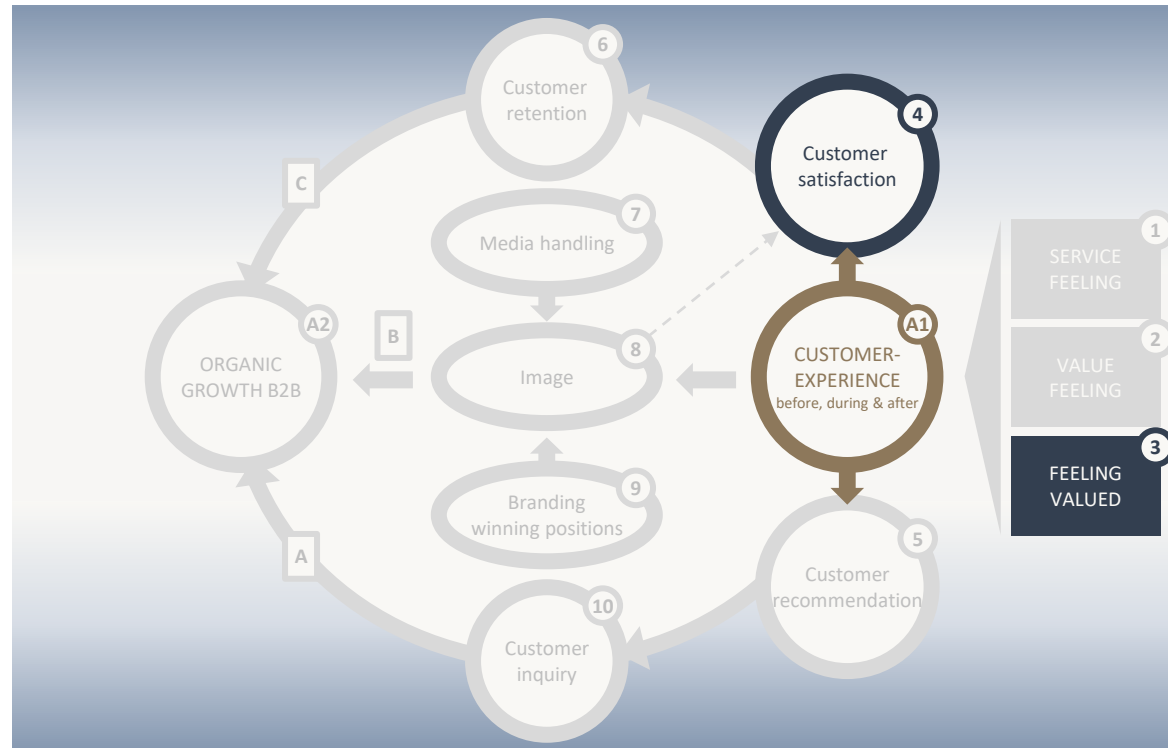 6
Customer
retention
4
Customer
satisfaction
C
7
Media handling
1
SERVICE
FEELING
A2
ORGANIC
GROWTH B2B
B
8
Image
A1
CUSTOMER-
EXPERIENCE
before, during & after
2
VALUE
FEELING
3
FEELING
VALUED
9
Branding
winning positions
A
5
Customer
recommendation
10
Customer
inquiry